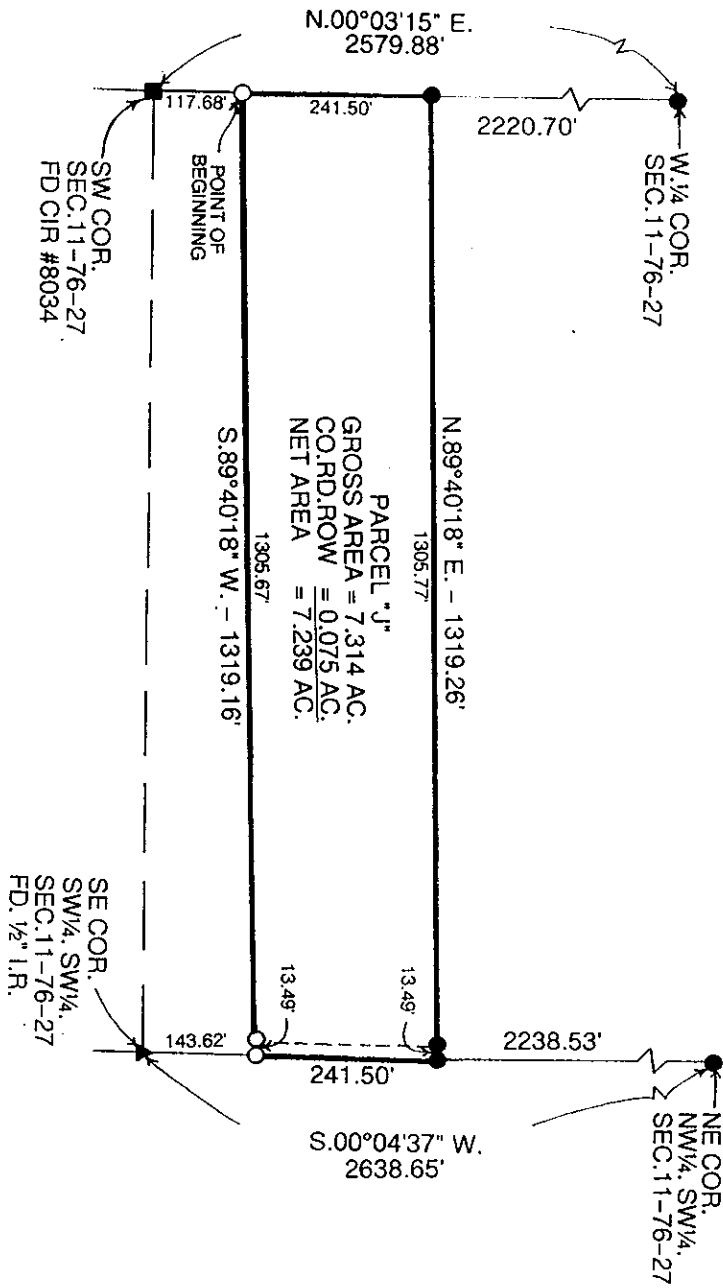 N.00°03'15" E.
2579.88'
117.68'
241.50'
2220.70'
W.¼ COR.
SEC.11-76-27
SW COR.
SEC.11-76-27
FD CIR #8034
POINT OF
BEGINNING
N.89°40'18" E. - 1319.26'
1305.77'
PARCEL "J"
GROSS AREA = 7.314 AC.
CO.RD.ROW = 0.075 AC.
NET AREA = 7.239 AC.
1305.67'
S.89°40'18" W. - 1319.16'
13.49'
13.49'
SE COR.
SW¼. SW¼.
SEC.11-76-27
FD. ½" I.R.
143.62'
241.50'
2238.53'
NE COR.
NW¼. SW¼.
SEC.11-76-27
S.00°04'37" W.
2638.65'